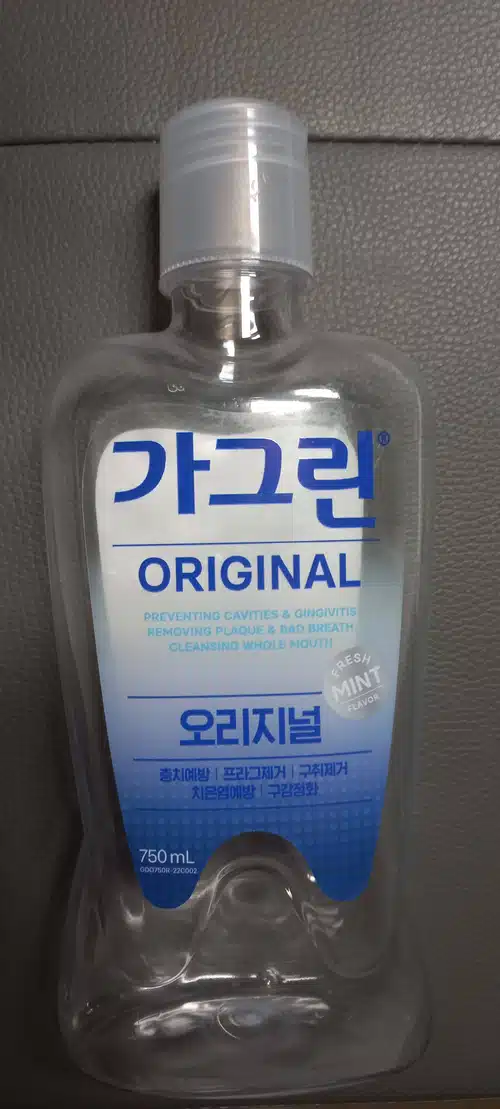 가그린®
ORIGINAL
PREVENTING CAVITIES & GINGIVITIS
REMOVING PLAQUE & BAD BREATH
CLEANSING WHOLE MOUTH
FRESH
MINT
FLAVOR
오리지널
충치예방 | 프라그제거 | 구취제거
치은염예방 | 구강정화
750 mL